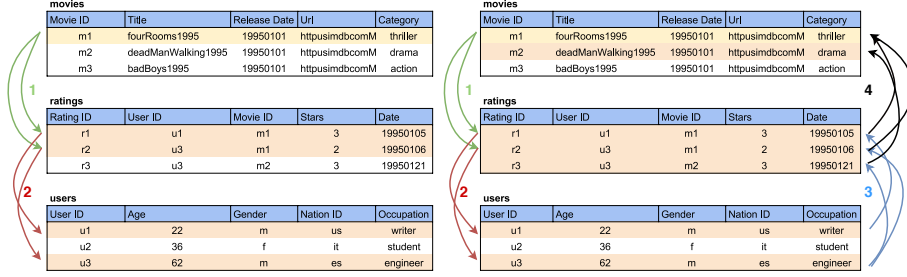 movies
Movie ID Title Release Date Url Category
m1 fourRooms1995 19950101 httpusimdbcomM thriller
m2 deadManWalking1995 19950101 httpusimdbcomM drama
m3 badBoys1995 19950101 httpusimdbcomM action
1
ratings
Rating ID User ID Movie ID Stars Date
r1 u1 m1 3 19950105
r2 u3 m1 2 19950106
r3 u3 m2 3 19950121
2
users
User ID Age Gender Nation ID Occupation
u1 22 m us writer
u2 36 f it student
u3 62 m es engineer
movies
Movie ID Title Release Date Url Category
m1 fourRooms1995 19950101 httpusimdbcomM thriller
m2 deadManWalking1995 19950101 httpusimdbcomM drama
m3 badBoys1995 19950101 httpusimdbcomM action
1
4
ratings
Rating ID User ID Movie ID Stars Date
r1 u1 m1 3 19950105
r2 u3 m1 2 19950106
r3 u3 m2 3 19950121
2
3
users
User ID Age Gender Nation ID Occupation
u1 22 m us writer
u2 36 f it student
u3 62 m es engineer